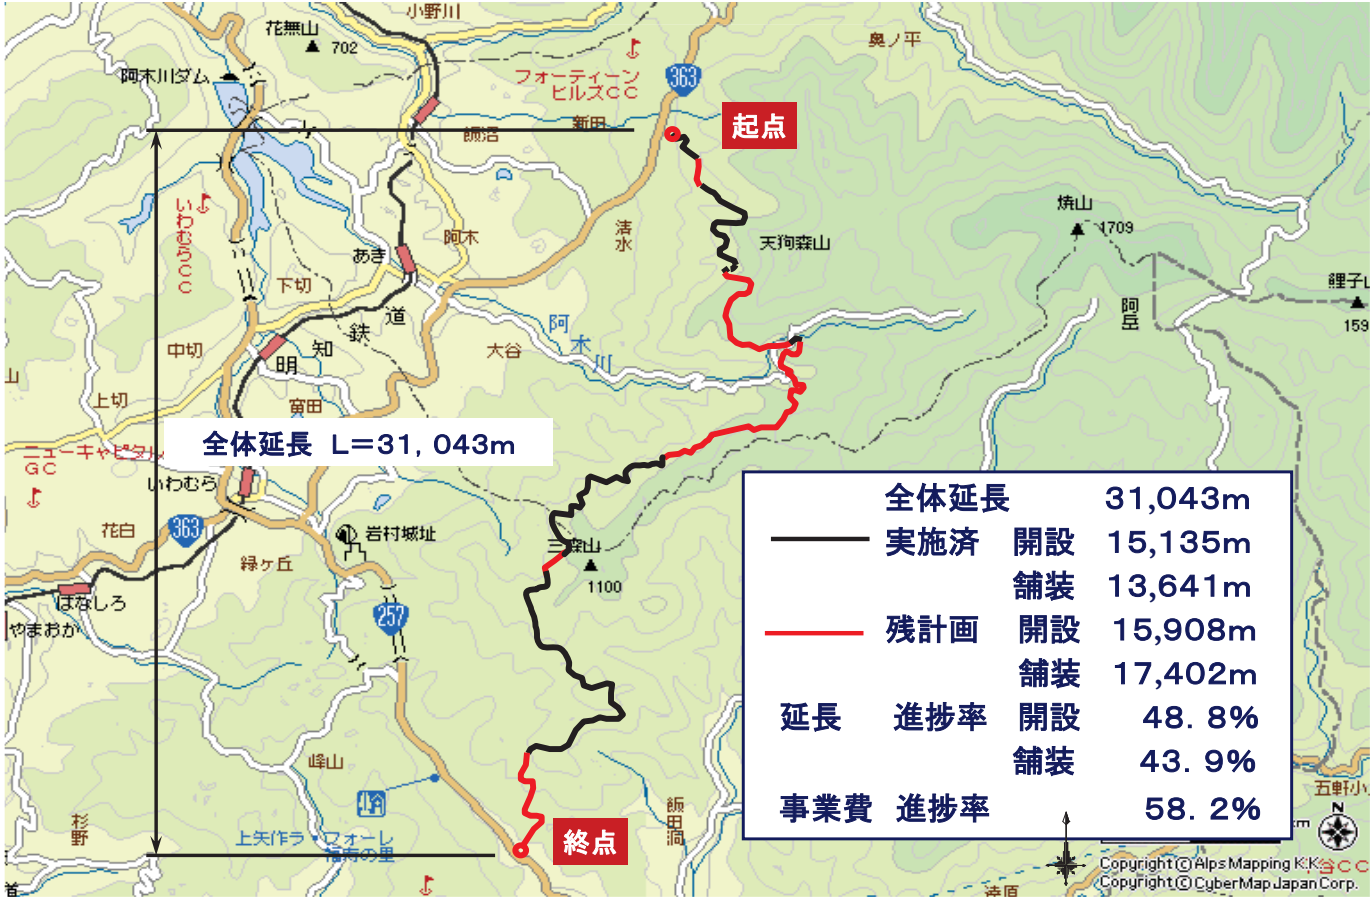 小野川
花無山
702
奥ノ平
阿木川ダム
フォーティーン
ヒルズCC
363
新田
飯沼
起点
いわむらCC
清水
天狗森山
焼山
1709
あき
阿木
下切
鯉子山
159
阿岳
明知鉄道
阿木川
中切
大谷
山
上切
富田
全体延長 L=31, 043m
ニューキャピタル
GC
いわむら
花白
363
岩村城址
三森山
1100
緑ヶ丘
はなしろ
やまおか
257
全体延長 31,043m
実施済 開設 15,135m
舗装 13,641m
残計画 開設 15,908m
舗装 17,402m
延長 進捗率 開設 48. 8%
舗装 43. 9%
事業費 進捗率 58. 2%
峰山
杉野
上矢作ラ・フォーレ
福寿の里
飯田洞
終点
五軒小
N
m
谷CC
Copyright(C)Alps Mapping K.K.
Copyright(C)CyberMap Japan Corp.
道